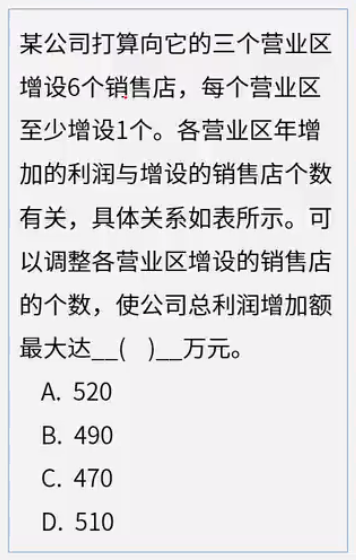 某公司打算向它的三个营业区
增设6个销售店，每个营业区
至少增设1个。各营业区年增
加的利润与增设的销售店个数
有关，具体关系如表所示。可
以调整各营业区增设的销售店
的个数，使公司总利润增加额
最大达__( )__万元。
A. 520
B. 490
C. 470
D. 510